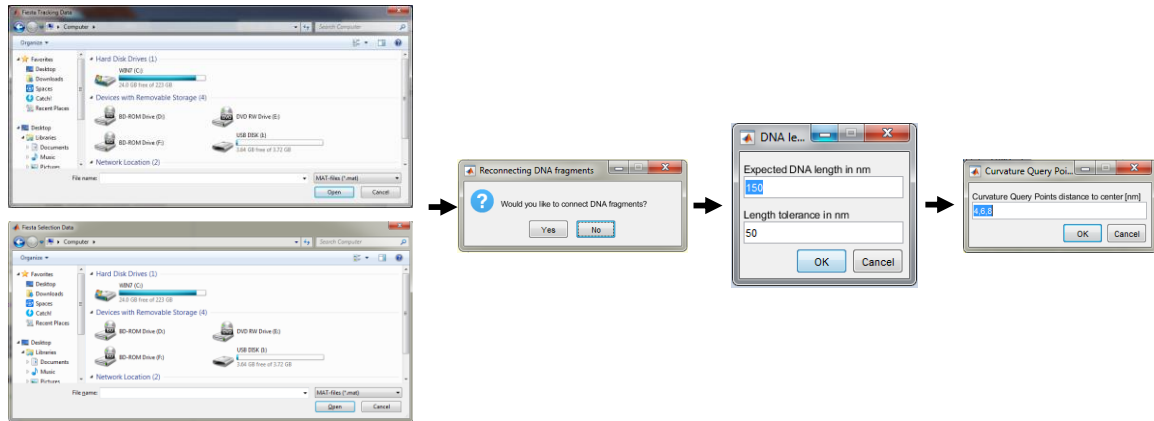 Fiesta Tracking Data
Computer
Search Computer
Organize
Favorites
Desktop
Downloads
Spaces
Catch!
Recent Places
Desktop
Libraries
Documents
Music
Pictures
Hard Disk Drives (1)
WIN7 (C:)
24.0 GB free of 223 GB
Devices with Removable Storage (4)
BD-ROM Drive (D:)
DVD RW Drive (E:)
BD-ROM Drive (F:)
USB DISK (I:)
3.64 GB free of 3.72 GB
Network Location (2)
File name:
MAT-files (*.mat)
Open
Cancel
Fiesta Selection Data
Computer
Search Computer
Organize
Favorites
Desktop
Downloads
Spaces
Catch!
Recent Places
Desktop
Libraries
Documents
Music
Pictures
Hard Disk Drives (1)
WIN7 (C:)
24.0 GB free of 223 GB
Devices with Removable Storage (4)
BD-ROM Drive (D:)
DVD RW Drive (E:)
BD-ROM Drive (F:)
USB DISK (I:)
3.64 GB free of 3.72 GB
Network Location (2)
File name:
MAT-files (*.mat)
Open
Cancel
Reconnecting DNA fragments
Would you like to connect DNA fragments?
Yes
No
DNA le...
Expected DNA length in nm
150
Length tolerance in nm
50
OK
Cancel
Curvature Query Poi...
Curvature Query Points distance to center [nm]
4,6,8
OK
Cancel